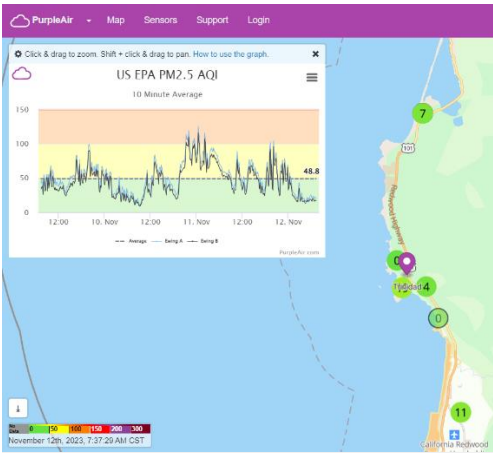 PurpleAir Map Sensors Support Login
Click & drag to zoom. Shift + click & drag to pan. How to use the graph.
US EPA PM2.5 AQI
10 Minute Average
150
100
50
0
48.8
12:00 10. Nov 12:00 11. Nov 12:00 12. Nov
Average Being A Being B
PurpleAir.com
7
101
Redwood Highway
0
Trinidad 4
0
11
California Redwood
No Data 0 50 100 150 200 300
November 12th, 2023, 7:37:29 AM CST